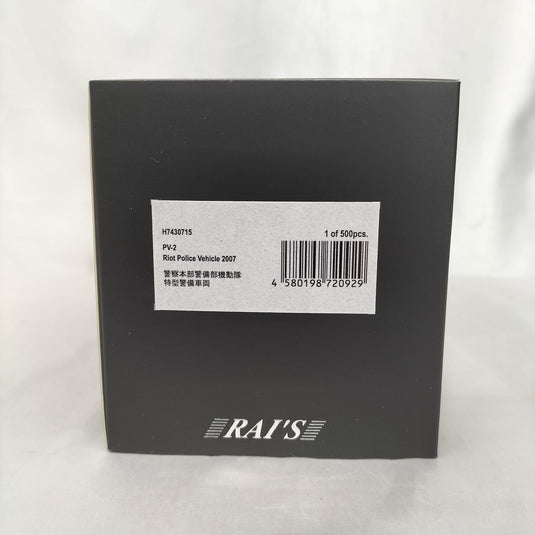 H7430715 1 of 500pcs.
PV-2
Riot Police Vehicle 2007
警察本部警備部機動隊
特型警備車両
4 580198 720929
RAI'S